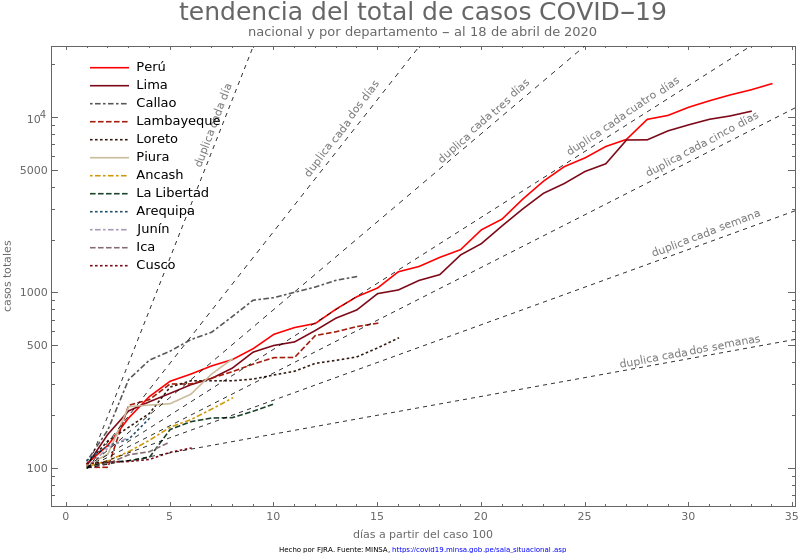 tendencia del total de casos COVID−19
nacional y por departamento − al 18 de abril de 2020
Perú
Lima
Callao
Lambayeque
Loreto
Piura
Ancash
La Libertad
Arequipa
Junín
Ica
Cusco
duplica cada día
duplica cada dos días
duplica cada tres días
duplica cada cuatro días
duplica cada cinco días
duplica cada semana
duplica cada dos semanas
casos totales
10^4
5000
1000
500
100
0 5 10 15 20 25 30 35
días a partir del caso 100
Hecho por FJRA. Fuente: MINSA, https://covid19.minsa.gob.pe/sala_situacional .asp